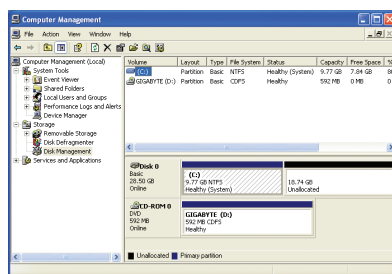 Computer Management
File Action View Window Help
Computer Management (Local)
System Tools
Event Viewer
Shared Folders
Local Users and Groups
Performance Logs and Alerts
Device Manager
Storage
Removable Storage
Disk Defragmenter
Disk Management
Services and Applications
Volume Layout Type File System Status Capacity Free Space %
(C:) Partition Basic NTFS Healthy (System) 9.77 GB 7.84 GB
GIGABYTE (D:) Partition Basic CDFS Healthy 592 MB 0 MB 0
Disk 0
Basic
28.50 GB
Online
(C:)
9.77 GB NTFS
Healthy (System)
18.74 GB
Unallocated
CD-ROM 0
DVD
592 MB
Online
GIGABYTE (D:)
592 MB CDFS
Healthy
Unallocated Primary partition